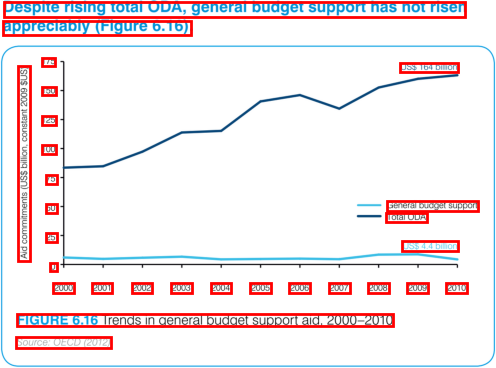 Despite rising total ODA, general budget support has not risen
appreciably (Figure 6.16)
Aid commitments (US$ billion, constant 2009 $US)
175
150
125
100
75
50
25
0
US$ 164 billion
General budget support
Total ODA
US$ 4.4 billion
2000 2001 2002 2003 2004 2005 2006 2007 2008 2009 2010
FIGURE 6.16 Trends in general budget support aid, 2000–2010
Source: OECD (2012)